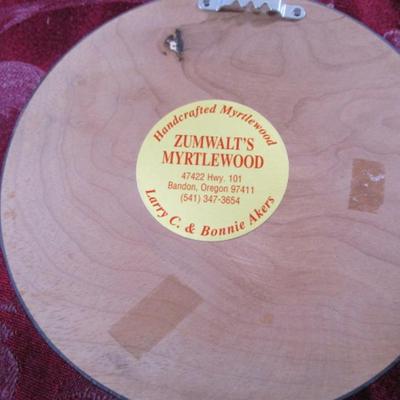 Handcrafted Myrtlewood
ZUMWALT'S
MYRTLEWOOD
47422 Hwy. 101
Bandon, Oregon 97411
(541) 347-3654
Larry C. & Bonnie Akers